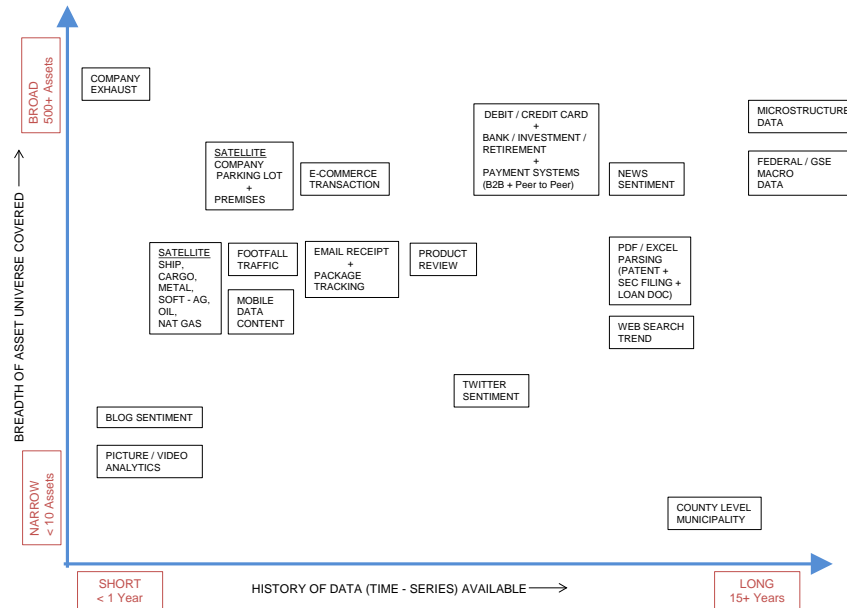 BROAD
500+ Assets
COMPANY
EXHAUST
DEBIT / CREDIT CARD
+
BANK / INVESTMENT /
RETIREMENT
+
PAYMENT SYSTEMS
(B2B + Peer to Peer)
MICROSTRUCTURE
DATA
SATELLITE
COMPANY
PARKING LOT
+
PREMISES
E-COMMERCE
TRANSACTION
NEWS
SENTIMENT
FEDERAL / GSE
MACRO
DATA
BREADTH OF ASSET UNIVERSE COVERED
SATELLITE
SHIP,
CARGO,
METAL,
SOFT - AG,
OIL,
NAT GAS
FOOTFALL
TRAFFIC
EMAIL RECEIPT
+
PACKAGE
TRACKING
PRODUCT
REVIEW
PDF / EXCEL
PARSING
(PATENT +
SEC FILING +
LOAN DOC)
MOBILE
DATA
CONTENT
WEB SEARCH
TREND
TWITTER
SENTIMENT
BLOG SENTIMENT
PICTURE / VIDEO
ANALYTICS
NARROW
< 10 Assets
COUNTY LEVEL
MUNICIPALITY
SHORT
< 1 Year
HISTORY OF DATA (TIME - SERIES) AVAILABLE
LONG
15+ Years